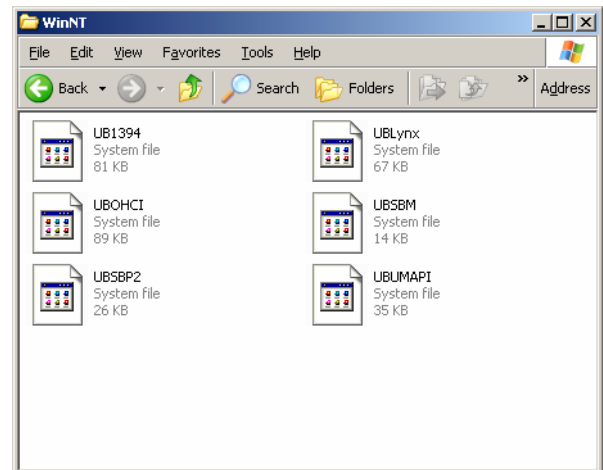 WinNT
File Edit View Favorites Tools Help
Back Search Folders » Address
UB1394
System file
81 KB
UBLynx
System file
67 KB
UBOHCI
System file
89 KB
UBSBM
System file
14 KB
UBSBP2
System file
26 KB
UBUMAPI
System file
35 KB